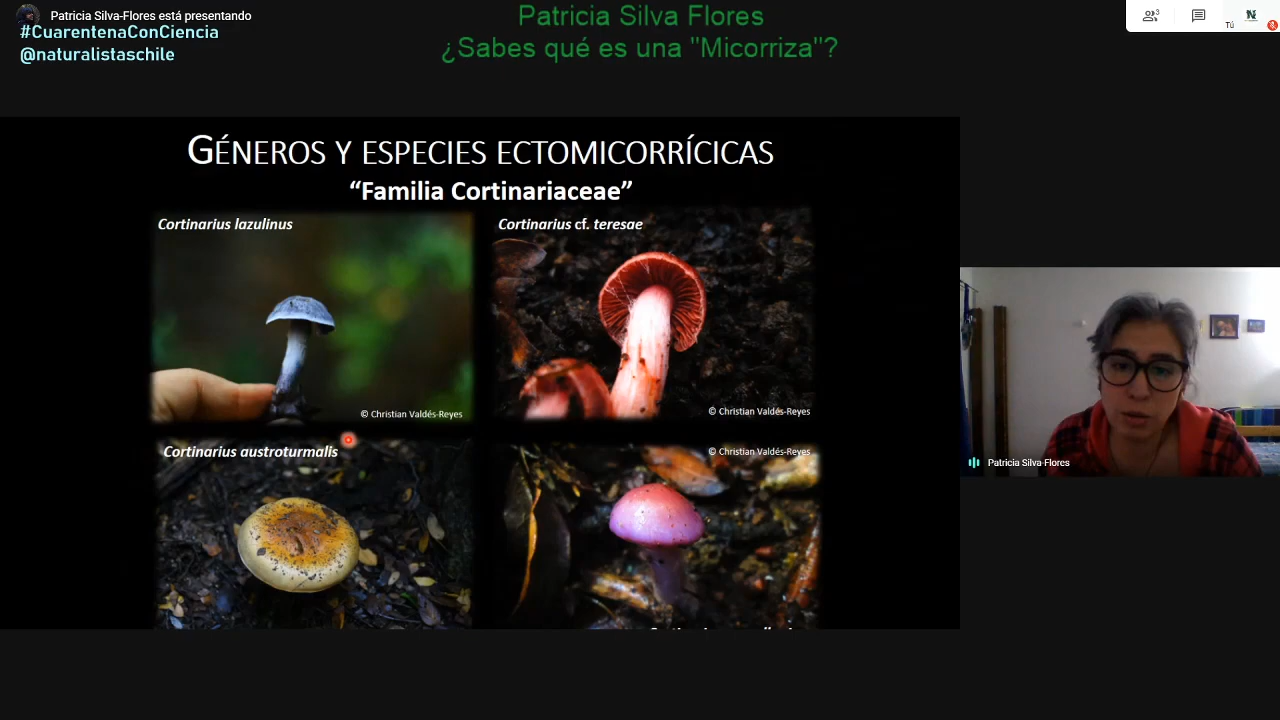 Patricia Silva-Flores está presentando
#CuarentenaConCiencia
@naturalistaschile
Patricia Silva Flores
¿Sabes qué es una "Micorriza"?
3
Tú
GÉNEROS Y ESPECIES ECTOMICORRÍCICAS
“Familia Cortinariaceae”
Cortinarius lazulinus
Cortinarius cf. teresae
© Christian Valdés-Reyes
© Christian Valdés-Reyes
Cortinarius austroturmalis
© Christian Valdés-Reyes
Patricia Silva-Flores